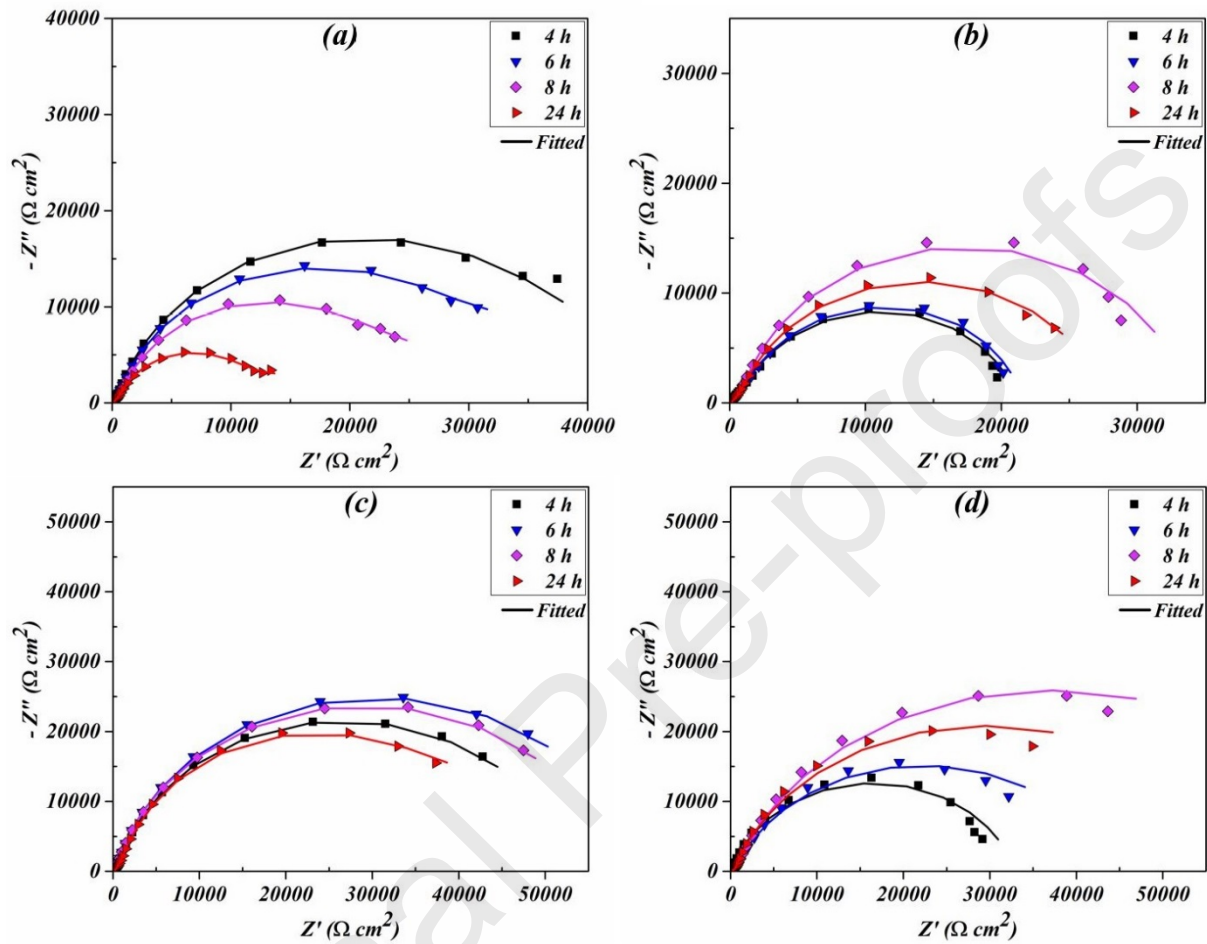 (a)
4 h
6 h
8 h
24 h
Fitted
40000
30000
20000
10000
0
- Z" (Ω cm²)
0 10000 20000 30000 40000
Z' (Ω cm²)
(b)
4 h
6 h
8 h
24 h
Fitted
30000
20000
10000
0
- Z" (Ω cm²)
0 10000 20000 30000
Z' (Ω cm²)
(c)
4 h
6 h
8 h
24 h
Fitted
50000
40000
30000
20000
10000
0
- Z" (Ω cm²)
0 10000 20000 30000 40000 50000
Z' (Ω cm²)
(d)
4 h
6 h
8 h
24 h
Fitted
50000
40000
30000
20000
10000
0
- Z" (Ω cm²)
0 10000 20000 30000 40000 50000
Z' (Ω cm²)
al Pre-proofs